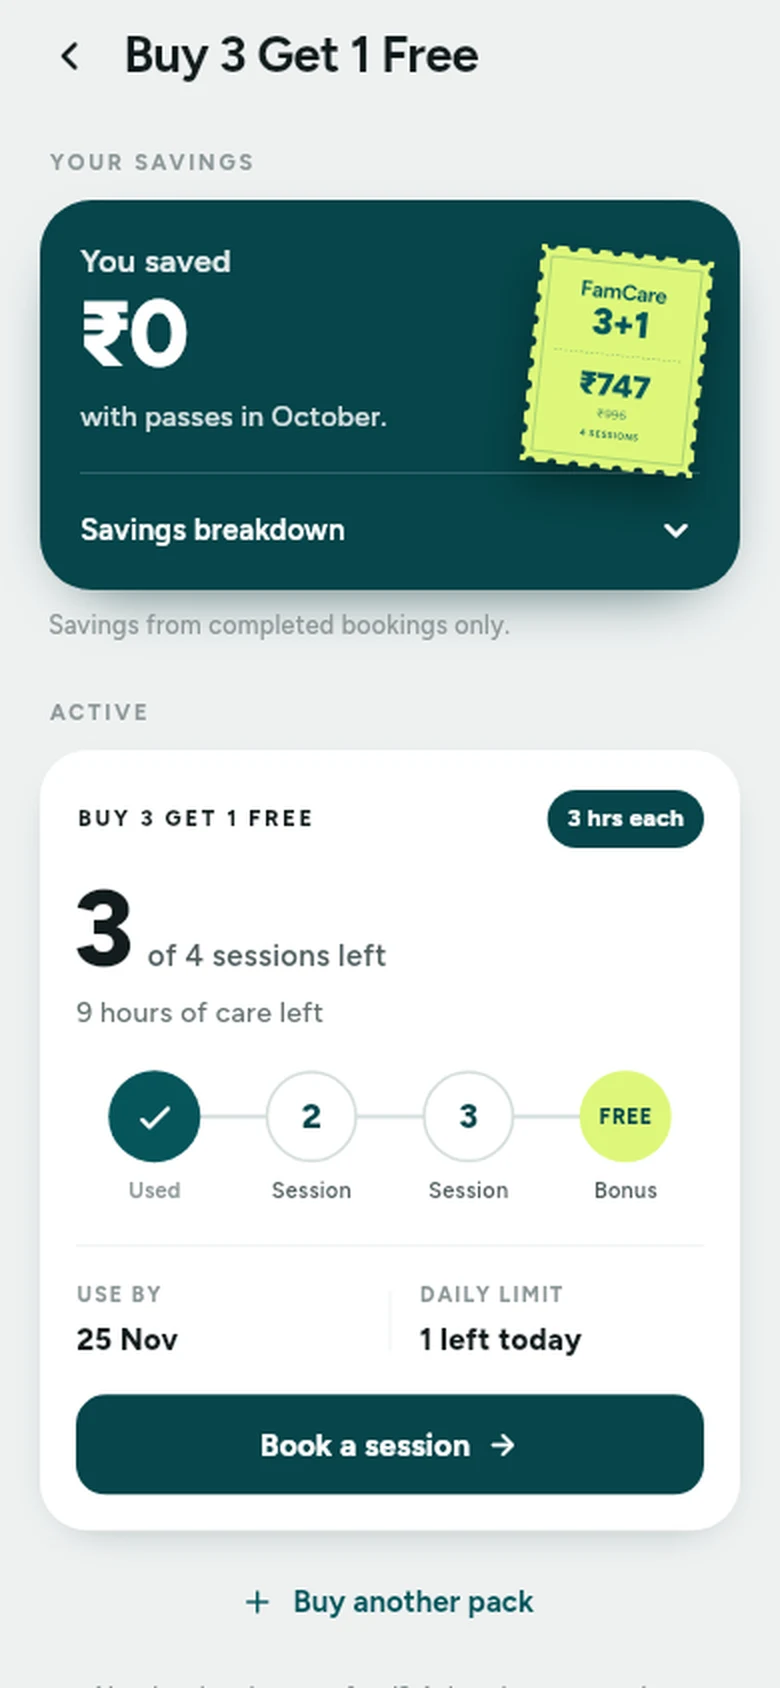 Buy 3 Get 1 Free
YOUR SAVINGS
You saved
₹0
with passes in October.
FamCare
3+1
₹747
₹996
4 SESSIONS
Savings breakdown
Savings from completed bookings only.
ACTIVE
BUY 3 GET 1 FREE
3 hrs each
3 of 4 sessions left
9 hours of care left
2
3
FREE
Used
Session
Session
Bonus
USE BY
DAILY LIMIT
25 Nov
1 left today
Book a session
Buy another pack